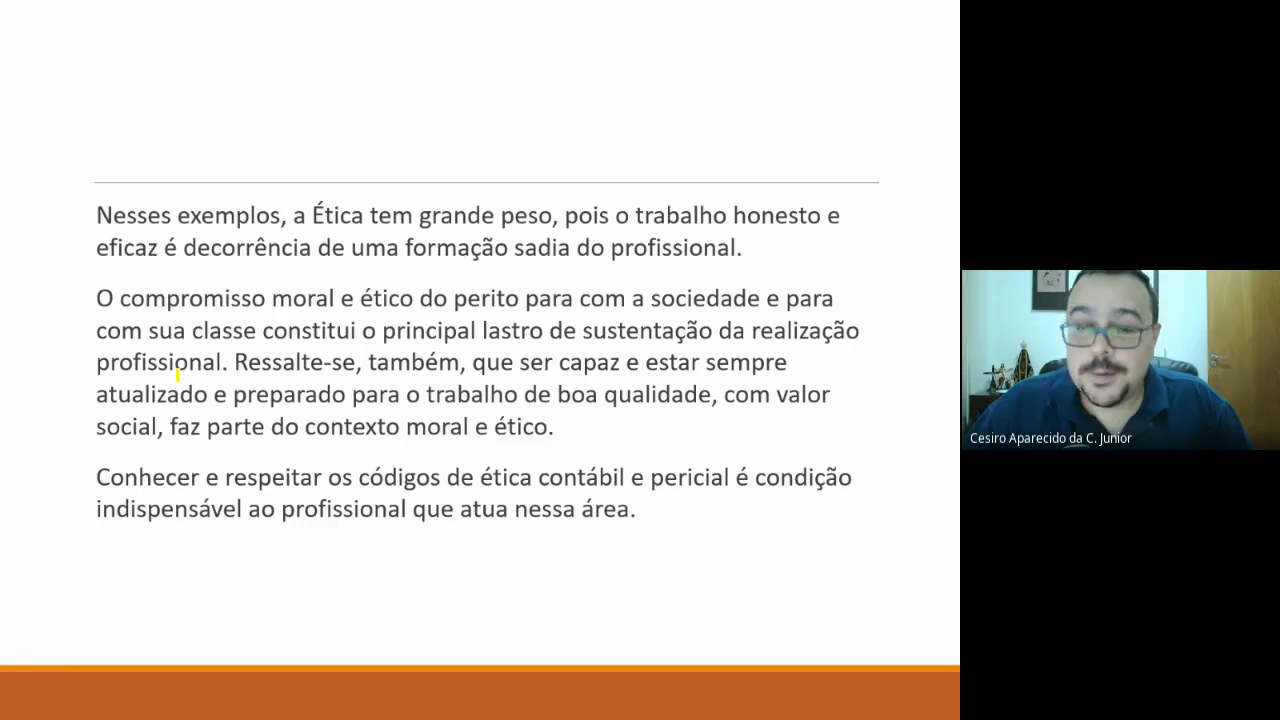 Nesses exemplos, a Ética tem grande peso, pois o trabalho honesto e
eficaz é decorrência de uma formação sadia do profissional.
O compromisso moral e ético do perito para com a sociedade e para
com sua classe constitui o principal lastro de sustentação da realização
profissional. Ressalte-se, também, que ser capaz e estar sempre
atualizado e preparado para o trabalho de boa qualidade, com valor
social, faz parte do contexto moral e ético.
Conhecer e respeitar os códigos de ética contábil e pericial é condição
indispensável ao profissional que atua nessa área.
Cesiro Aparecido da C. Junior